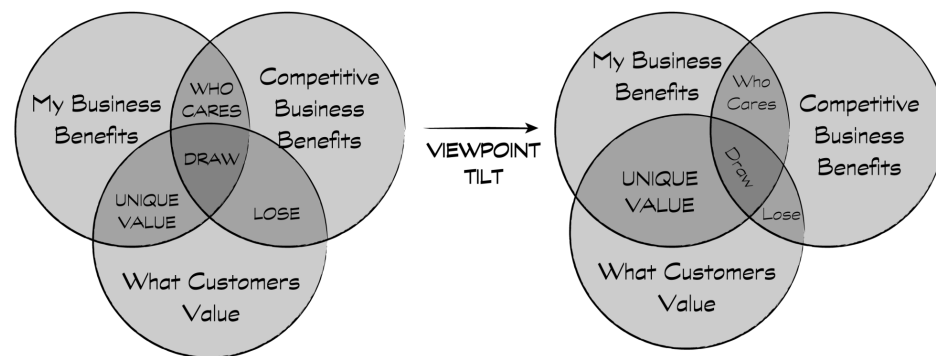 My Business
Benefits
WHO
CARES
Competitive
Business
Benefits
DRAW
UNIQUE
VALUE
LOSE
What Customers
Value
VIEWPOINT
TILT
My Business
Benefits
Who
Cares
Competitive
Business
Benefits
Draw
UNIQUE
VALUE
Lose
What Customers
Value